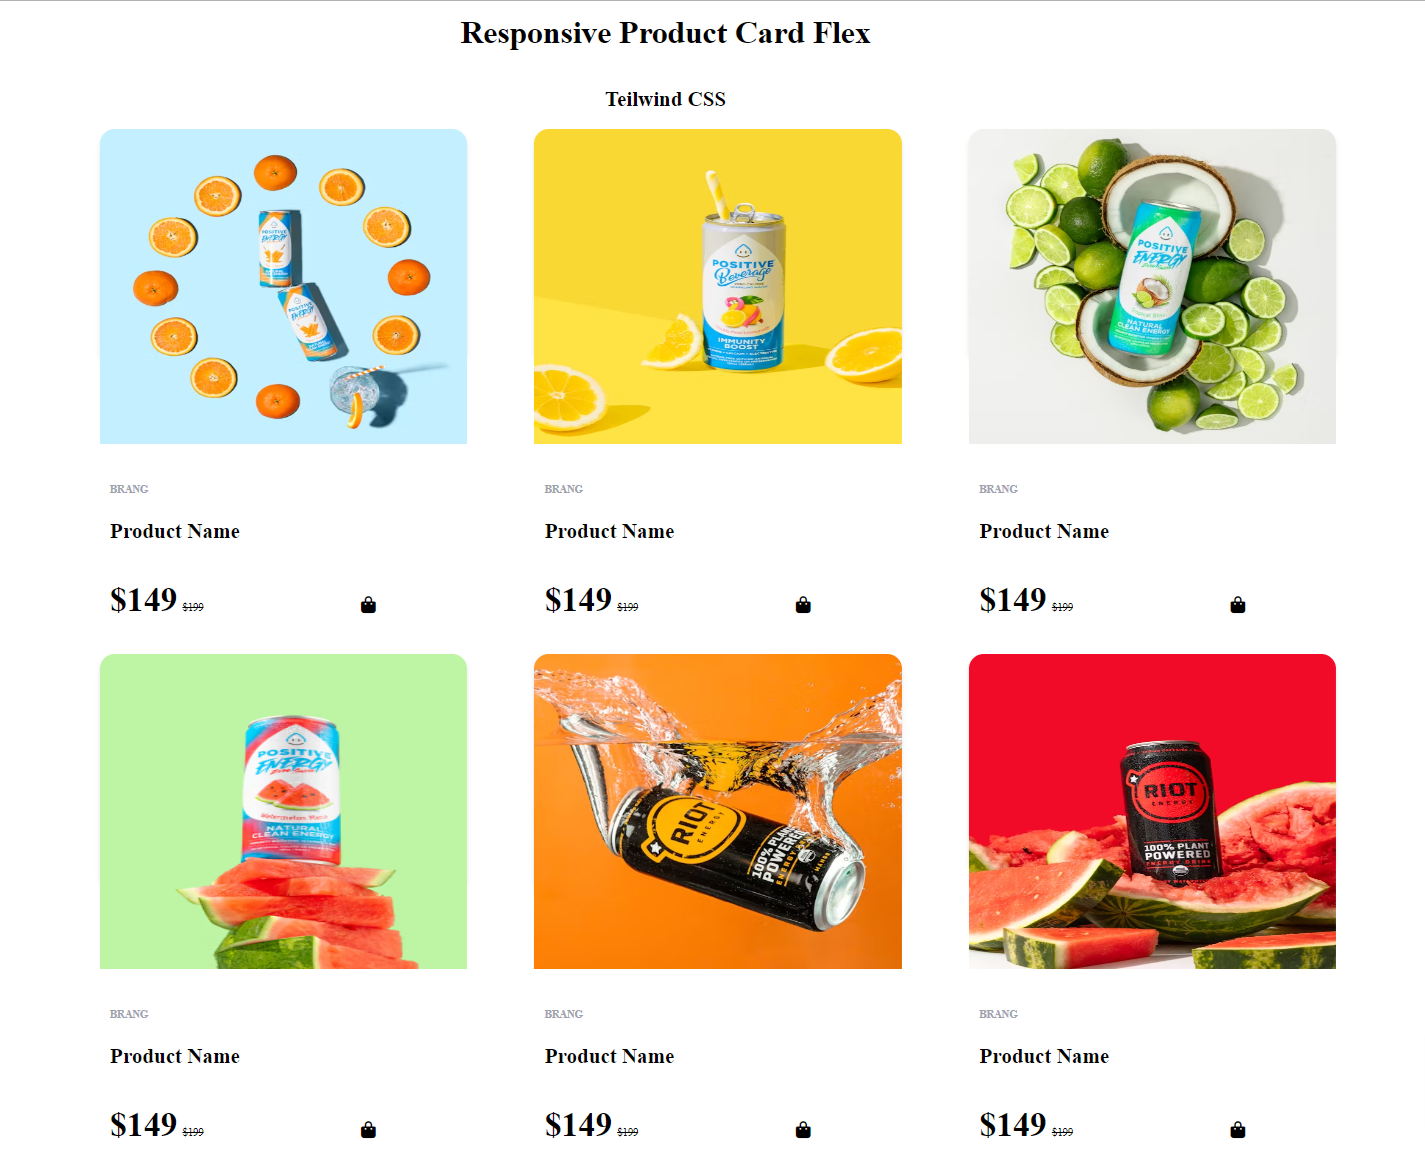 Responsive Product Card Flex
Teilwind CSS
POSITIVE
ENERGY
POSITIVE
ENERGY
POSITIVE
Beverage
IMMUNITY
BOOST
POSITIVE
ENERGY
NATURAL
CLEAN ENERGY
BRANG
BRANG
BRANG
Product Name
Product Name
Product Name
$149 $199
$149 $199
$149 $199
POSITIVE
ENERGY
NATURAL
CLEAN ENERGY
RIOT
ENERGY
100% PLANT
POWERED
RIOT
ENERGY
100% PLANT
POWERED
ENERGY DRINK
BRANG
BRANG
BRANG
Product Name
Product Name
Product Name
$149 $199
$149 $199
$149 $199